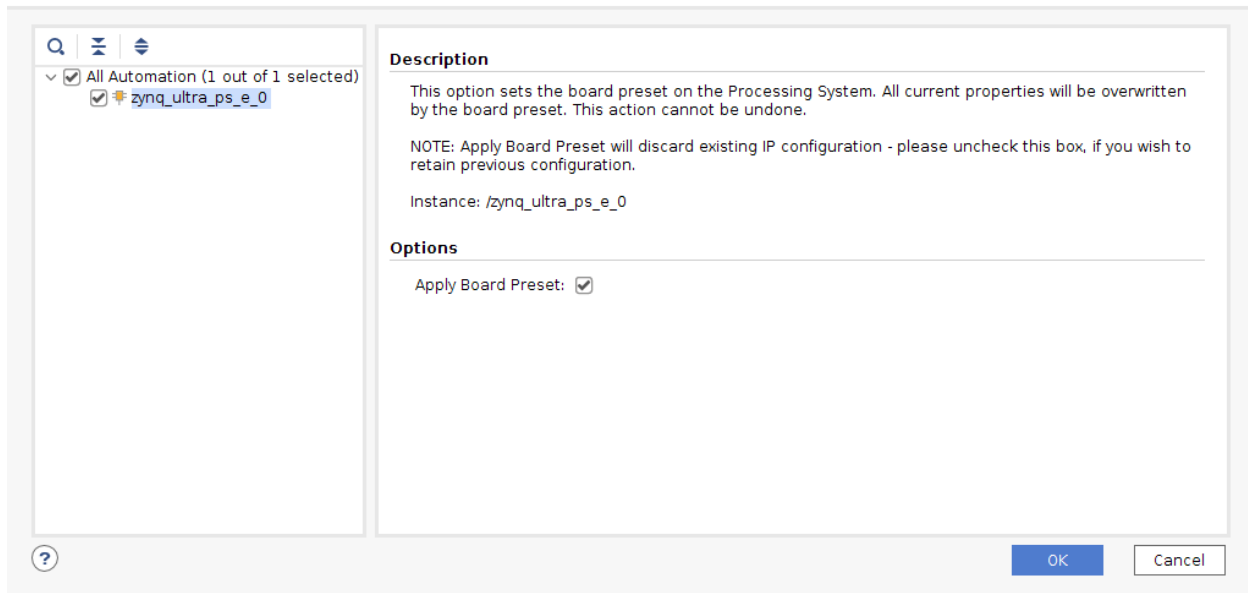 All Automation (1 out of 1 selected)
zynq_ultra_ps_e_0
Description
This option sets the board preset on the Processing System. All current properties will be overwritten
by the board preset. This action cannot be undone.
NOTE: Apply Board Preset will discard existing IP configuration - please uncheck this box, if you wish to
retain previous configuration.
Instance: /zynq_ultra_ps_e_0
Options
Apply Board Preset:
?
OK
Cancel